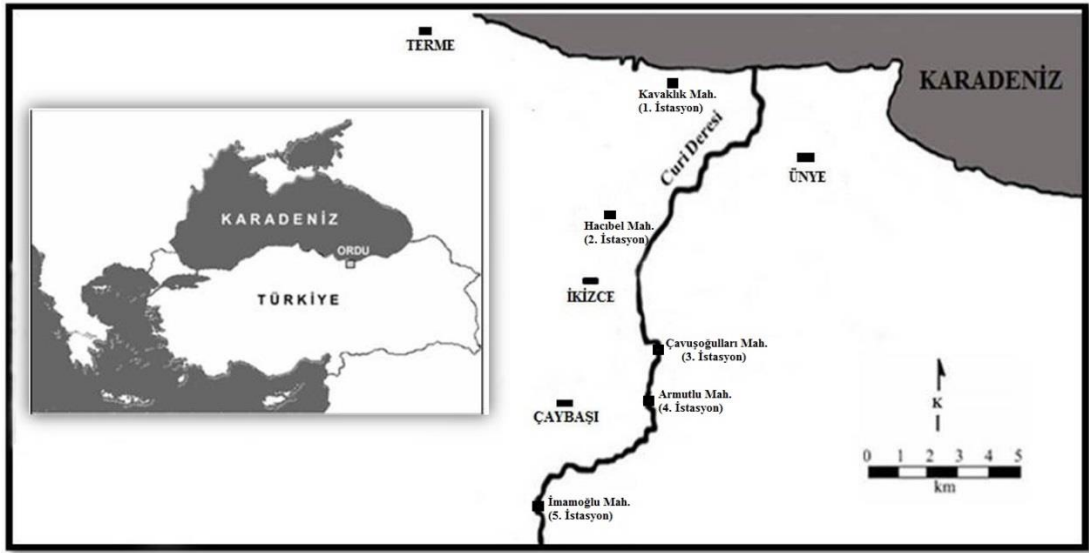 TERME
KARADENİZ
Kavaklık Mah.
(1. İstasyon)
Curi Deresi
ÜNYE
Hacıbel Mah.
(2. İstasyon)
İKİZCE
Çavuşoğulları Mah.
(3. İstasyon)
Armutlu Mah.
(4. İstasyon)
ÇAYBAŞI
İmamoğlu Mah.
(5. İstasyon)
K
0 1 2 3 4 5
km
KARADENİZ
ORDU
TÜRKİYE